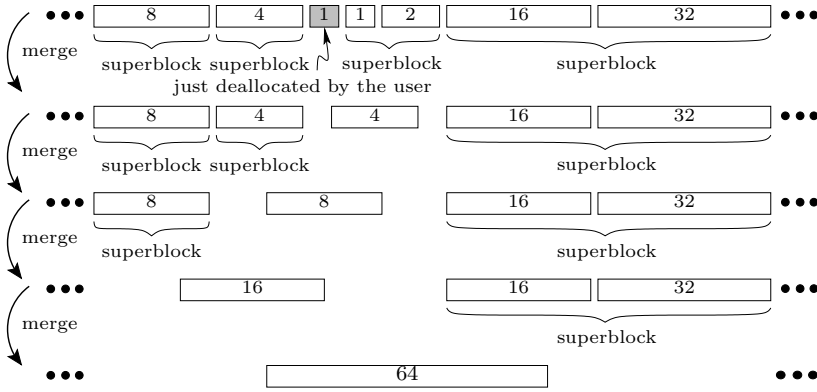 8 4 1 1 2 16 32
merge
superblock superblock superblock superblock
just deallocated by the user
8 4 4 16 32
merge
superblock superblock superblock
8 8 16 32
merge
superblock superblock
16 16 32
merge
superblock
64